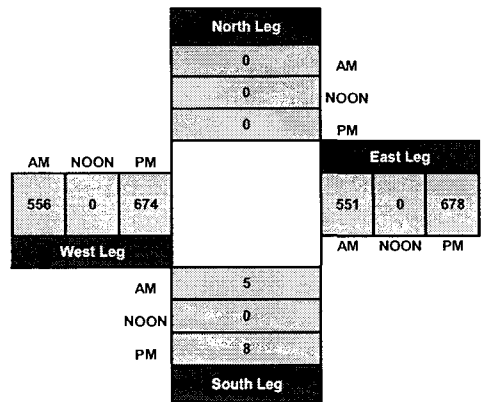 North Leg
0 AM
0 NOON
0 PM
AM NOON PM
East Leg
556 0 674
551 0 678
West Leg
AM NOON PM
AM 5
NOON 0
PM 8
South Leg